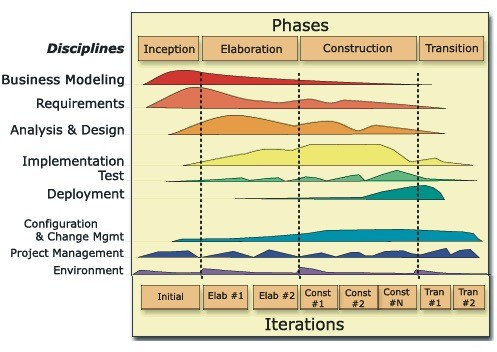 Phases
Disciplines
Inception
Elaboration
Construction
Transition
Business Modeling
Requirements
Analysis & Design
Implementation
Test
Deployment
Configuration
& Change Mgmt
Project Management
Environment
Initial
Elab #1
Elab #2
Const
#1
Const
#2
Const
#N
Tran
#1
Tran
#2
Iterations